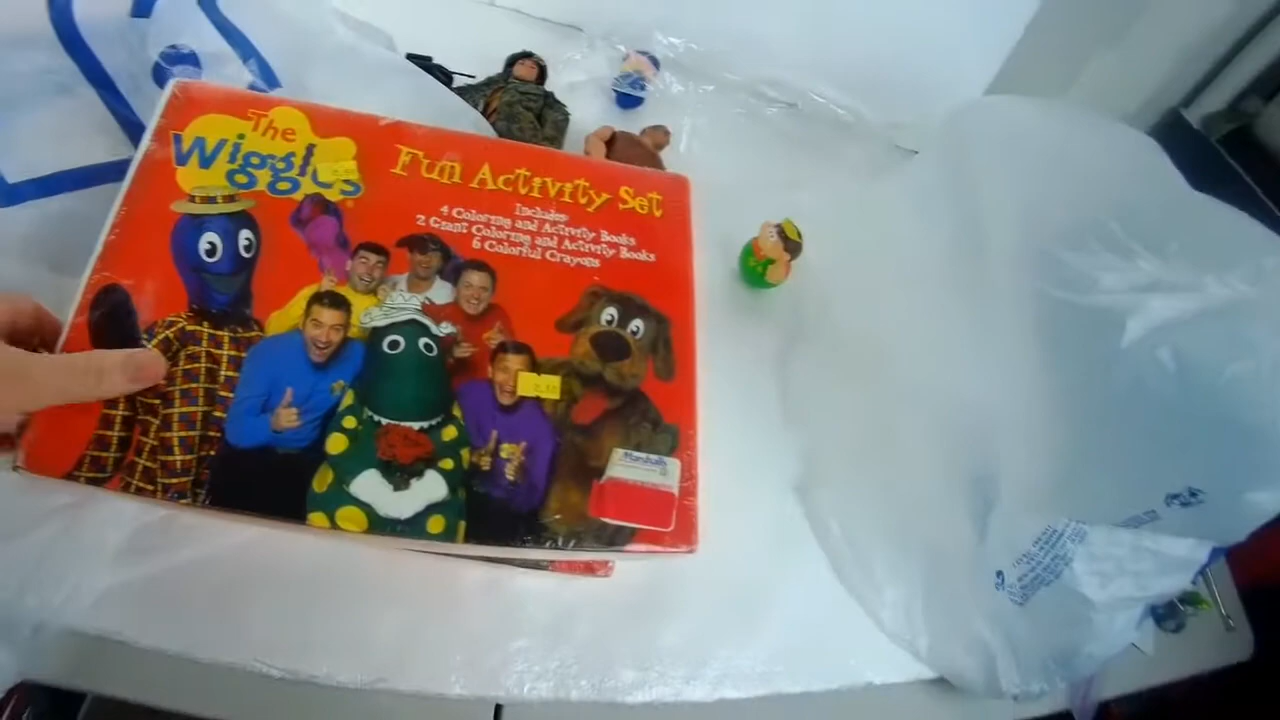 The
Wiggles
Fun Activity Set
Includes
4 Coloring and Activity Books
2 Giant Coloring and Activity Books
6 Colorful Crayons
Marshalls